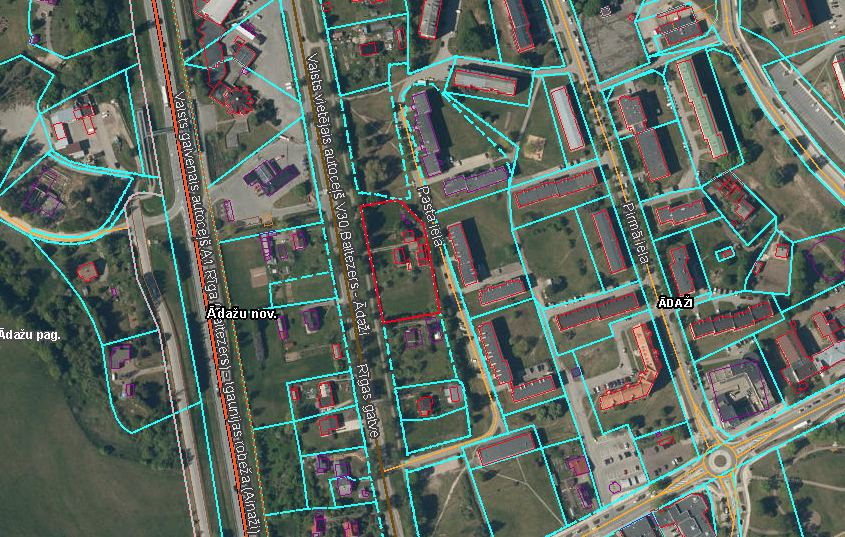 Valsts galvenais autoceļš A1 Rīga (Baltezers) - Igaunijas robeža (Ainaži)
Valsts vietējais autoceļš V30 Baltezers - Ādaži
Rīgas gatve
Pasta iela
Pirmā iela
ĀDAŽI
Ādažu nov.
Ādažu pag.